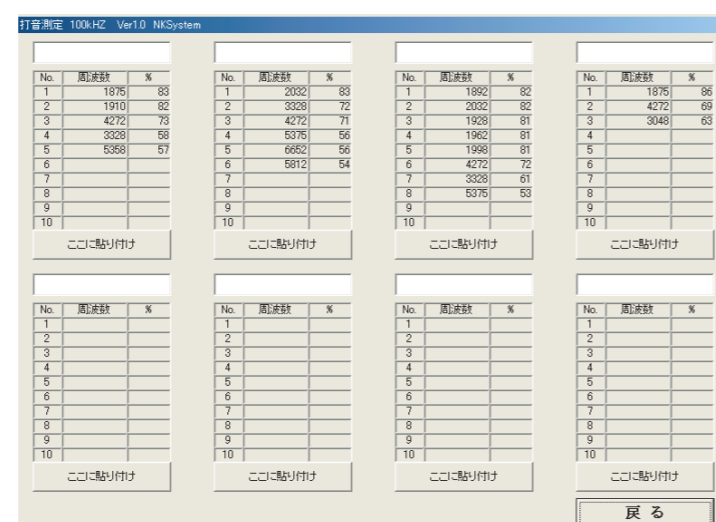 打音測定 100kHZ Ver1.0 NKSystem
No. 周波数 % No. 周波数 % No. 周波数 % No. 周波数 %
1 1875 83 1 2032 83 1 1892 82 1 1875 86
2 1910 82 2 3328 72 2 2032 82 2 4272 69
3 4272 73 3 4272 71 3 1928 81 3 3048 63
4 3328 58 4 5375 56 4 1962 81 4
5 5358 57 5 6652 56 5 1998 81 5
6 6 5812 54 6 4272 72 6
7 7 7 3328 61 7
8 8 8 5375 53 8
9 9 9 9
10 10 10 10
ここに貼り付け ここに貼り付け ここに貼り付け ここに貼り付け
No. 周波数 % No. 周波数 % No. 周波数 % No. 周波数 %
1 1 1 1
2 2 2 2
3 3 3 3
4 4 4 4
5 5 5 5
6 6 6 6
7 7 7 7
8 8 8 8
9 9 9 9
10 10 10 10
ここに貼り付け ここに貼り付け ここに貼り付け ここに貼り付け
戻る